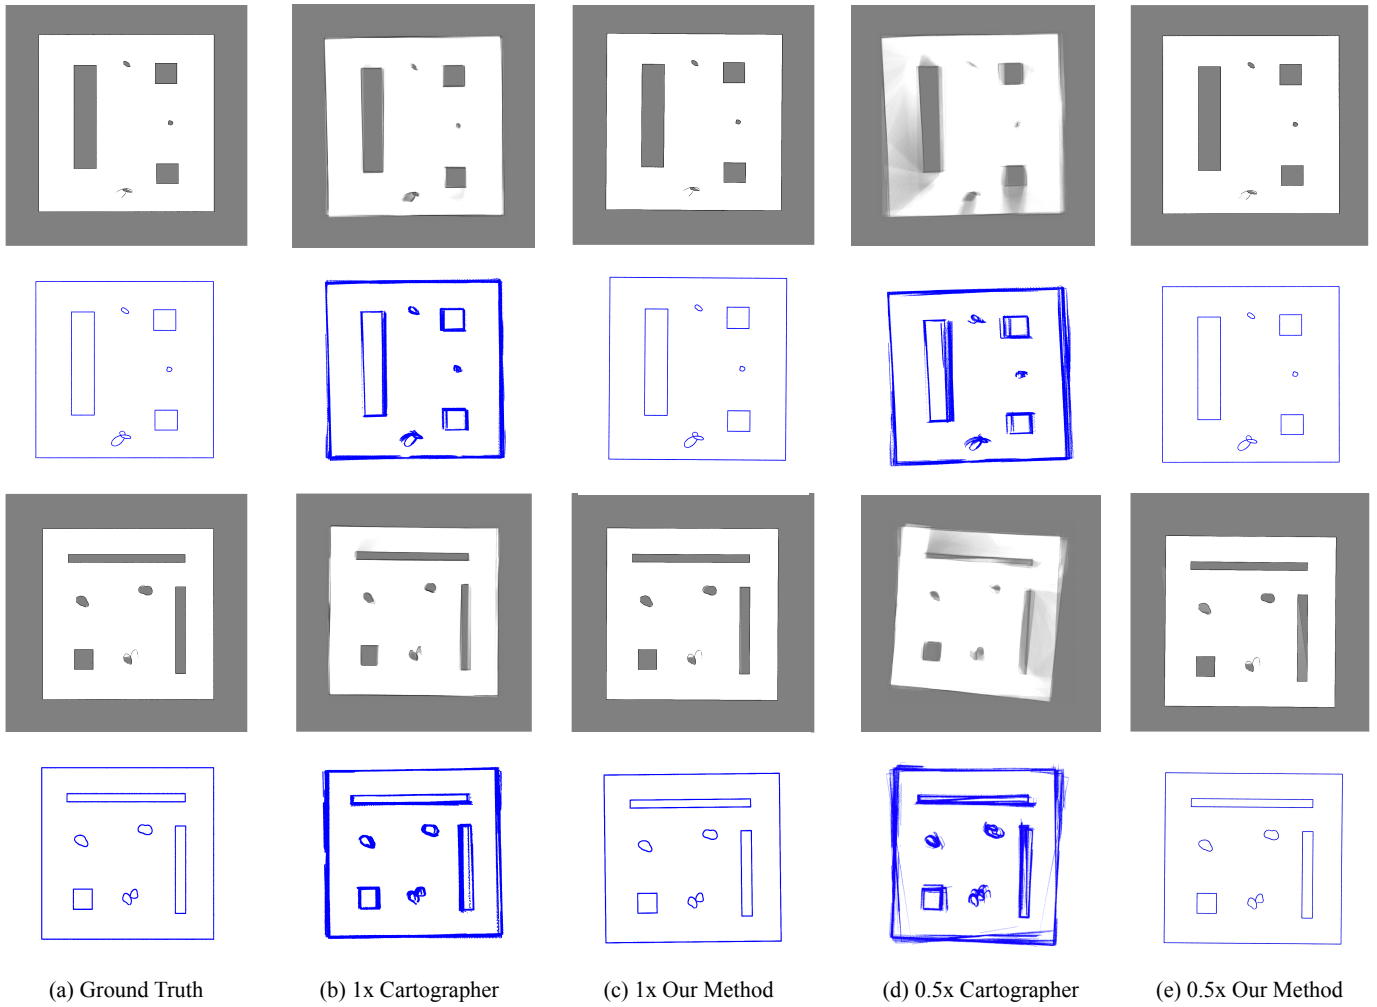 (a) Ground Truth
(b) 1x Cartographer
(c) 1x Our Method
(d) 0.5x Cartographer
(e) 0.5x Our Method